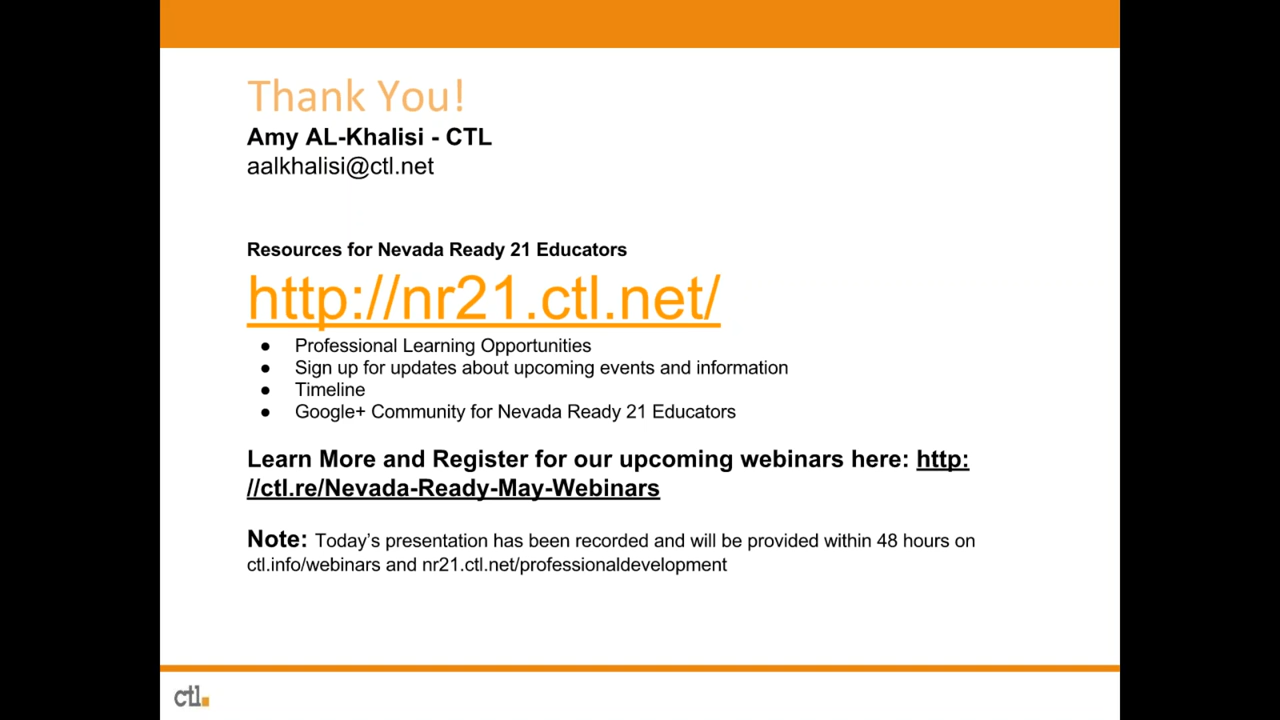 Thank You!
Amy AL-Khalisi - CTL
aalkhalisi@ctl.net
Resources for Nevada Ready 21 Educators
http://nr21.ctl.net/
● Professional Learning Opportunities
● Sign up for updates about upcoming events and information
● Timeline
● Google+ Community for Nevada Ready 21 Educators
Learn More and Register for our upcoming webinars here: http:
//ctl.re/Nevada-Ready-May-Webinars
Note: Today’s presentation has been recorded and will be provided within 48 hours on
ctl.info/webinars and nr21.ctl.net/professionaldevelopment
ctl